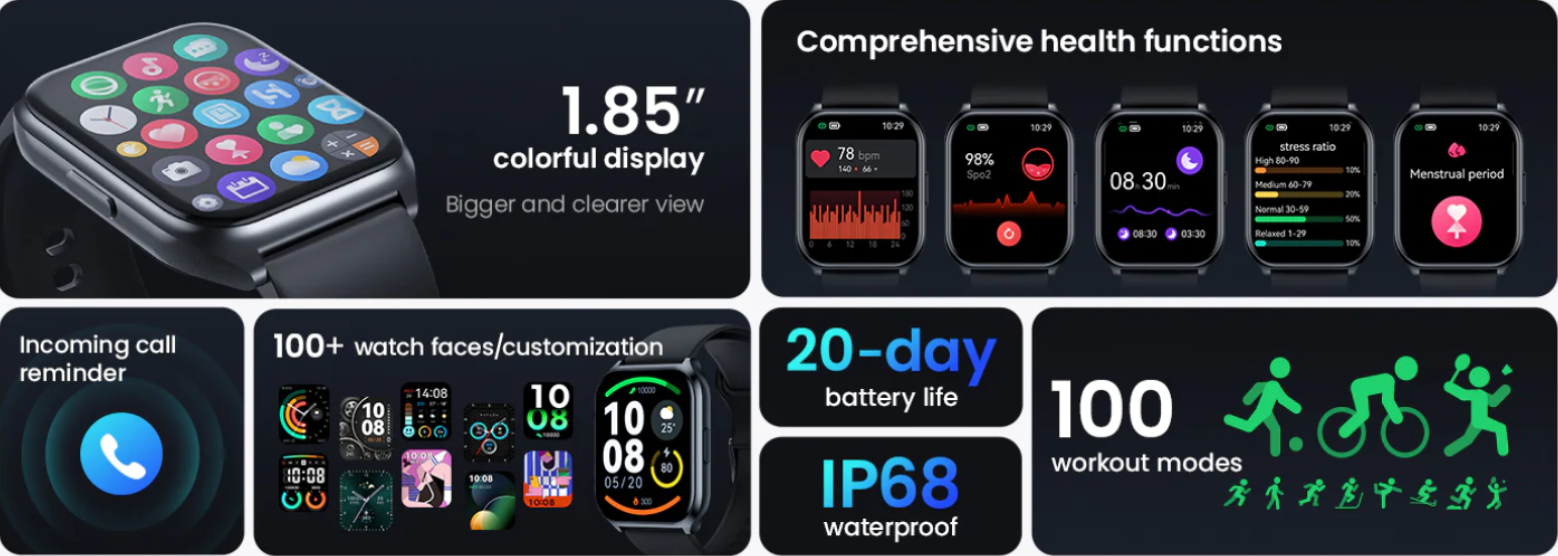 1.85″
colorful display
Bigger and clearer view
Comprehensive health functions
10:29
78 bpm
140 66
180
120
60
0
0 6 12 18 24
10:29
98%
Spo2
10:29
08h 30min
08:30 03:30
10:29
stress ratio
High 80-90
10%
Medium 60-79
20%
Normal 30-59
50%
Relaxed 1-29
10%
10:29
Menstrual period
Incoming call
reminder
100+ watch faces/customization
10
08
14:08
10
08
10:08
10:08
10:08
10:08
10000
10
08
05/20
25°
80
300
20-day
battery life
IP68
waterproof
100
workout modes